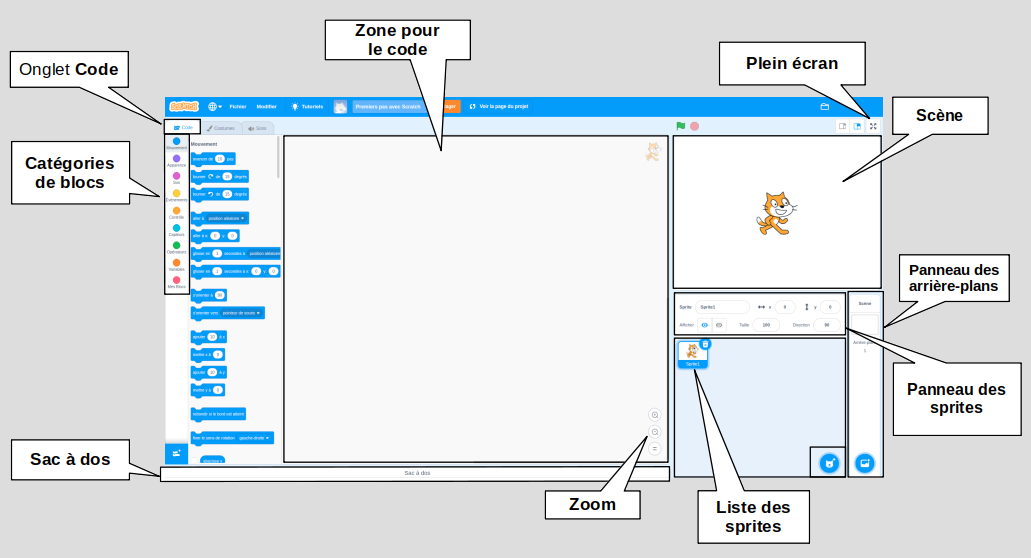 Zone pour
le code
Onglet Code
Plein écran
Scène
SCRATCH
Fichier
Modifier
Tutoriels
Premiers pas avec Scratch
Voir la page du projet
Code
Costumes
Sons
Catégories
de blocs
Mouvement
Apparence
Son
Événements
Contrôle
Capteurs
Opérateurs
Variables
Mes Blocs
Mouvement
avancer de 10 pas
tourner de 15 degrés
tourner de 15 degrés
aller à position aléatoire
aller à x: 0 y: 0
glisser en 1 secondes à position aléatoire
glisser en 1 secondes à x: 0 y: 0
s'orienter à 90
s'orienter vers pointeur de souris
ajouter 10 à x
mettre x à 0
ajouter 10 à y
mettre y à 0
rebondir si le bord est atteint
fixer le sens de rotation gauche-droite
Panneau des
arrière-plans
Sprite Sprite1 x 0 y 0
Afficher Taille 100 Direction 90
Scène
1
Sprite1
Panneau des
sprites
Sac à dos
Sac à dos
Zoom
Liste des
sprites